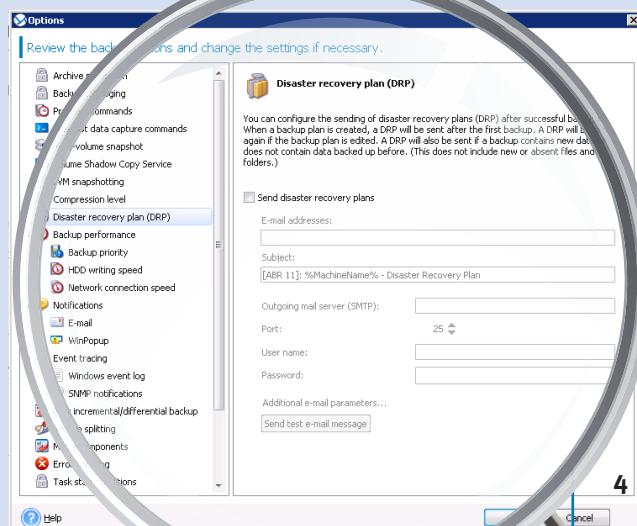 Options
Review the back ons and change the settings if necessary.
Archive
Back ging
P mmands
st data capture commands
-volume snapshot
ume Shadow Copy Service
VM snapshotting
Compression level
Disaster recovery plan (DRP)
Backup performance
Backup priority
HDD writing speed
Network connection speed
Notifications
E-mail
WinPopup
Event tracing
Windows event log
SNMP notifications
incremental/differential backup
splitting
M omponents
Erro g
Task sta tions
Help
Disaster recovery plan (DRP)
You can configure the sending of disaster recovery plans (DRP) after successful ba
When a backup plan is created, a DRP will be sent after the first backup. A DRP will b
again if the backup plan is edited. A DRP will also be sent if a backup contains new dat
does not contain data backed up before. (This does not include new or absent files and
folders.)
Send disaster recovery plans
E-mail addresses:
Subject:
[ABR 11]: %MachineName% - Disaster Recovery Plan
Outgoing mail server (SMTP):
Port:
25
User name:
Password:
Additional e-mail parameters...
Send test e-mail message
4
Cancel